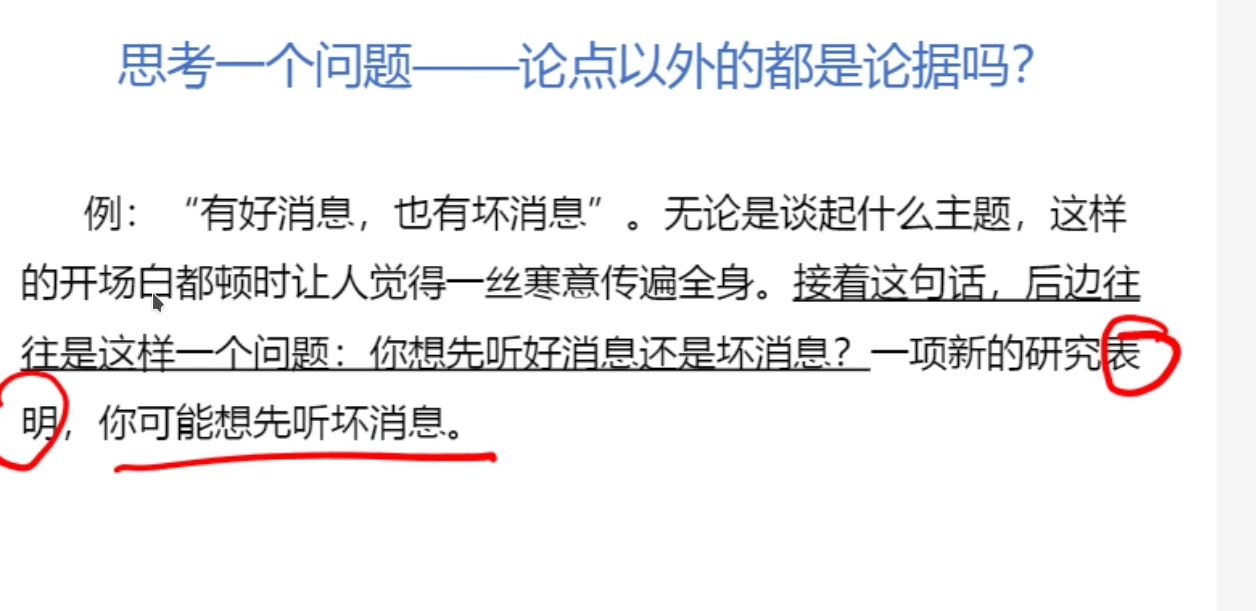 思考一个问题——论点以外的都是论据吗？
例：“有好消息，也有坏消息”。无论是谈起什么主题，这样
的开场白都顿时让人觉得一丝寒意传遍全身。接着这句话，后边往
往是这样一个问题：你想先听好消息还是坏消息？一项新的研究表
明，你可能想先听坏消息。